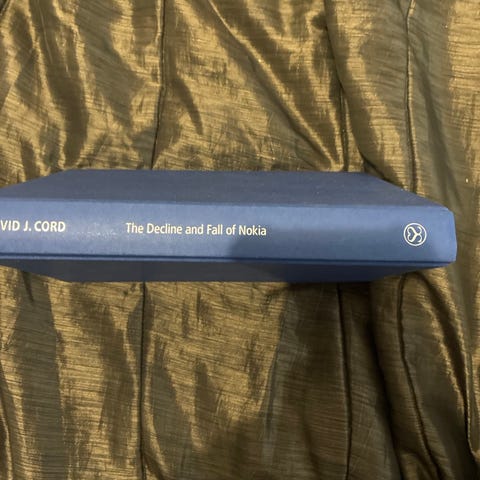 VID J. CORD The Decline and Fall of Nokia